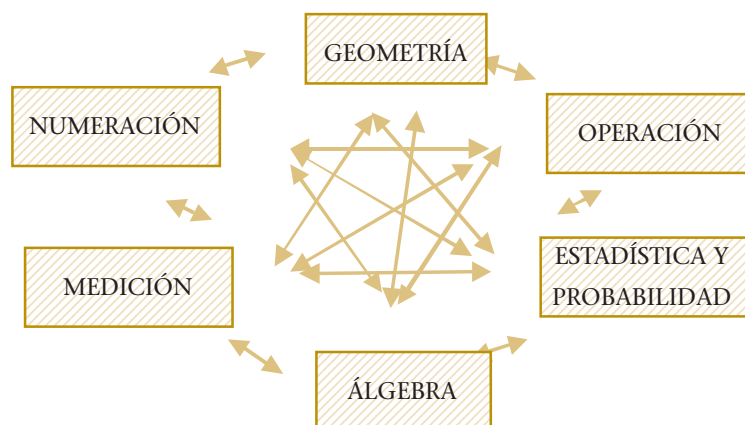 GEOMETRÍA
NUMERACIÓN
OPERACIÓN
MEDICIÓN
ESTADÍSTICA Y
PROBABILIDAD
ÁLGEBRA